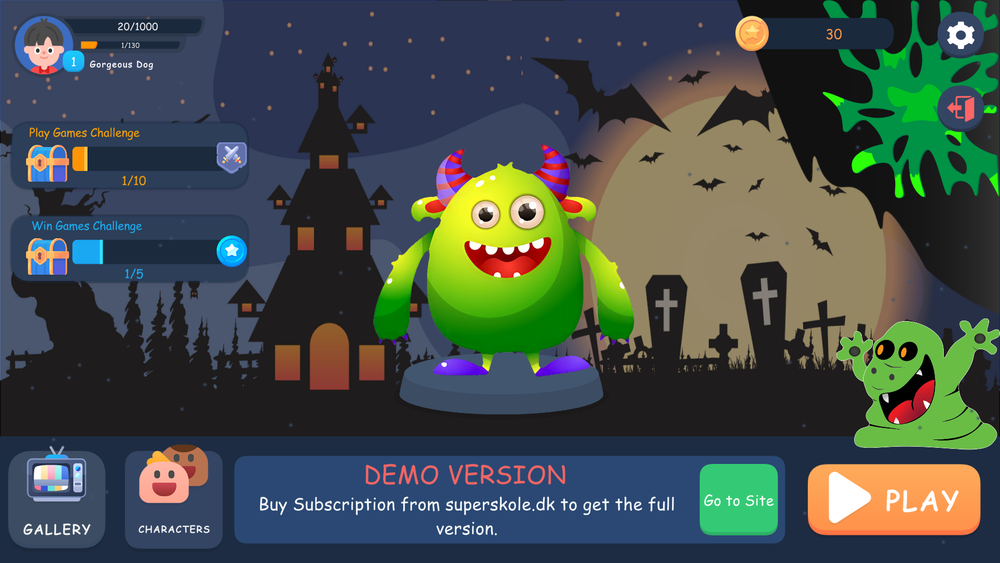 20/1000
1/130
1
Gorgeous Dog
30
Play Games Challenge
1/10
Win Games Challenge
1/5
GALLERY
CHARACTERS
DEMO VERSION
Buy Subscription from superskole.dk to get the full
version.
Go to Site
PLAY